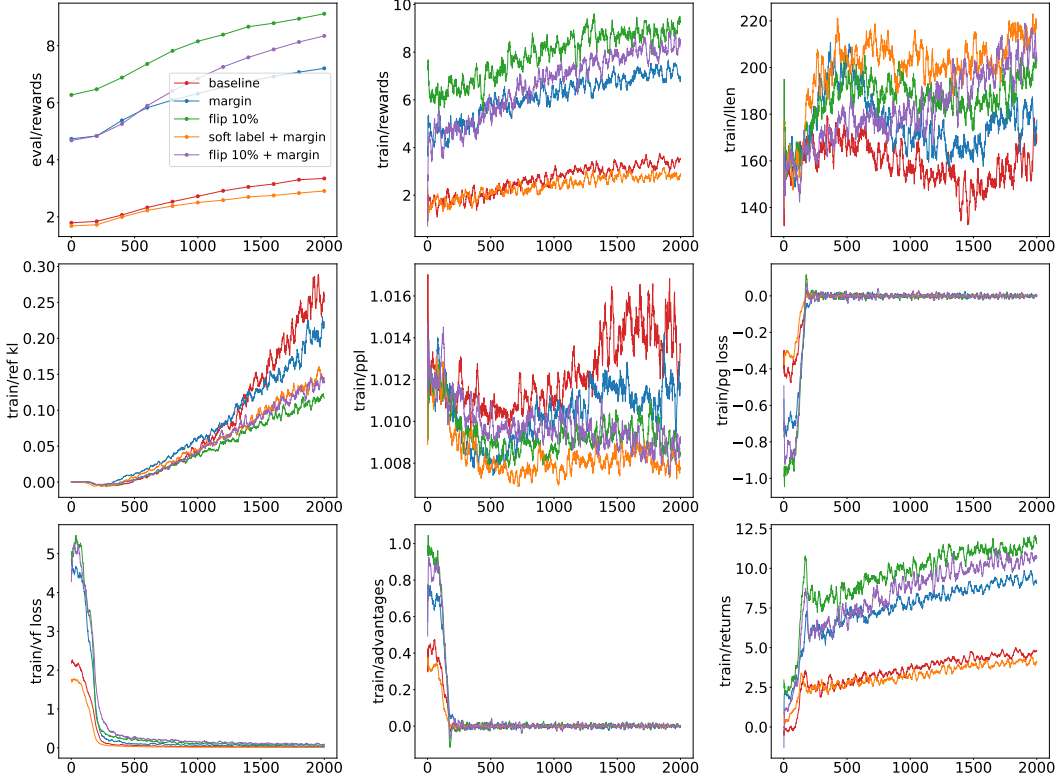 eval/rewards
8
6
4
2
0 500 1000 1500 2000
baseline
margin
flip 10%
soft label + margin
flip 10% + margin
train/rewards
10
8
6
4
2
0 500 1000 1500 2000
train/llen
220
200
180
160
140
0 500 1000 1500 2000
train/ref kl
0.30
0.25
0.20
0.15
0.10
0.05
0.00
0 500 1000 1500 2000
train/ppl
1.016
1.014
1.012
1.010
1.008
0 500 1000 1500 2000
train/pg loss
0.0
−0.2
−0.4
−0.6
−0.8
−1.0
0 500 1000 1500 2000
train/vf loss
5
4
3
2
1
0
0 500 1000 1500 2000
train/advantages
1.0
0.8
0.6
0.4
0.2
0.0
0 500 1000 1500 2000
train/returns
12.5
10.0
7.5
5.0
2.5
0.0
0 500 1000 1500 2000